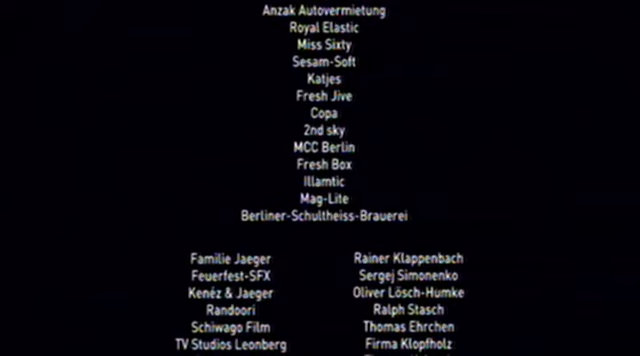 Anzak Autovermietung
Royal Elastic
Miss Sixty
Sesam-Soft
Katjes
Fresh Jive
Copa
2nd sky
MCC Berlin
Fresh Box
Illamtic
Mag-Lite
Berliner-Schultheiss-Brauerei
Familie Jaeger
Feuerfest-SFX
Kenéz & Jaeger
Randoori
Schiwago Film
TV Studios Leonberg
Rainer Klappenbach
Sergej Simonenko
Oliver Lösch-Humke
Ralph Stasch
Thomas Ehrchen
Firma Klopfholz